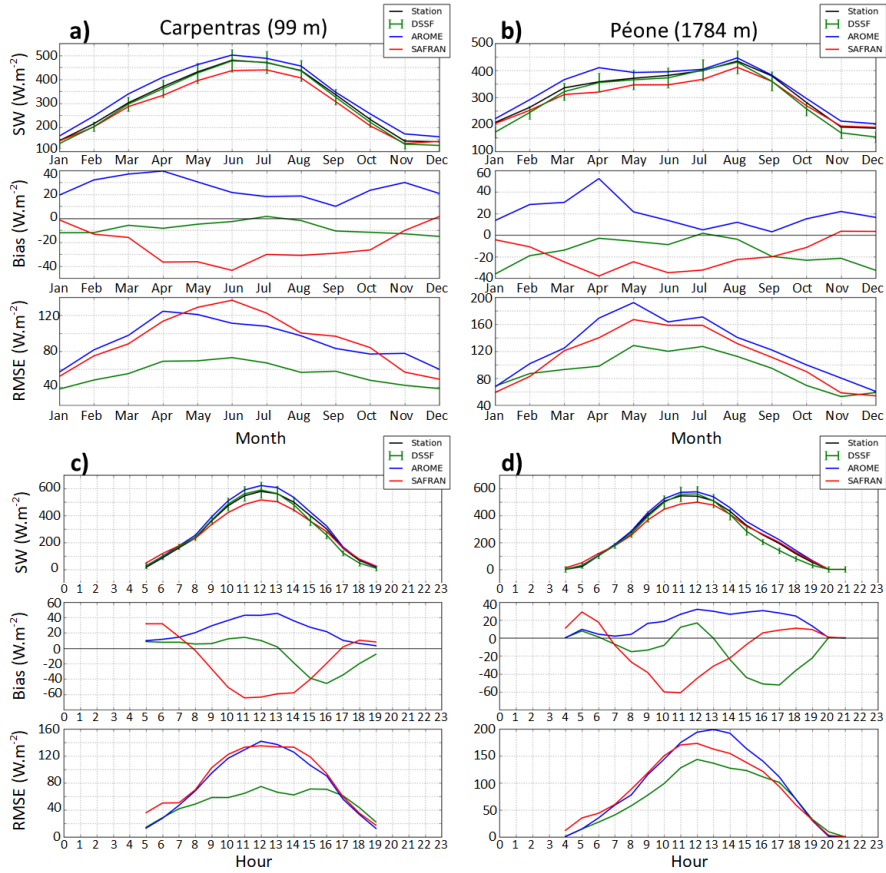 Carpentras (99 m)
Péone (1784 m)
Station
DSSF
AROME
SAFRAN
Station
DSSF
AROME
SAFRAN
a)
b)
SW (W.m-2)
500
400
300
200
100
Jan Feb Mar Apr May Jun Jul Aug Sep Oct Nov Dec
500
400
300
200
100
Jan Feb Mar Apr May Jun Jul Aug Sep Oct Nov Dec
Bias (W.m-2)
40
20
0
-20
-40
Jan Feb Mar Apr May Jun Jul Aug Sep Oct Nov Dec
60
40
20
0
-20
-40
Jan Feb Mar Apr May Jun Jul Aug Sep Oct Nov Dec
RMSE (W.m-2)
120
80
40
Jan Feb Mar Apr May Jun Jul Aug Sep Oct Nov Dec
200
160
120
80
40
Jan Feb Mar Apr May Jun Jul Aug Sep Oct Nov Dec
Month
Month
c)
d)
Station
DSSF
AROME
SAFRAN
Station
DSSF
AROME
SAFRAN
SW (W.m-2)
600
400
200
0
0 1 2 3 4 5 6 7 8 9 10 11 12 13 14 15 16 17 18 19 20 21 22 23
600
400
200
0
0 1 2 3 4 5 6 7 8 9 10 11 12 13 14 15 16 17 18 19 20 21 22 23
Bias (W.m-2)
60
40
20
0
-20
-40
-60
0 1 2 3 4 5 6 7 8 9 10 11 12 13 14 15 16 17 18 19 20 21 22 23
40
20
0
-20
-40
-60
0 1 2 3 4 5 6 7 8 9 10 11 12 13 14 15 16 17 18 19 20 21 22 23
RMSE (W.m-2)
160
120
80
40
0
0 1 2 3 4 5 6 7 8 9 10 11 12 13 14 15 16 17 18 19 20 21 22 23
200
150
100
50
0
0 1 2 3 4 5 6 7 8 9 10 11 12 13 14 15 16 17 18 19 20 21 22 23
Hour
Hour